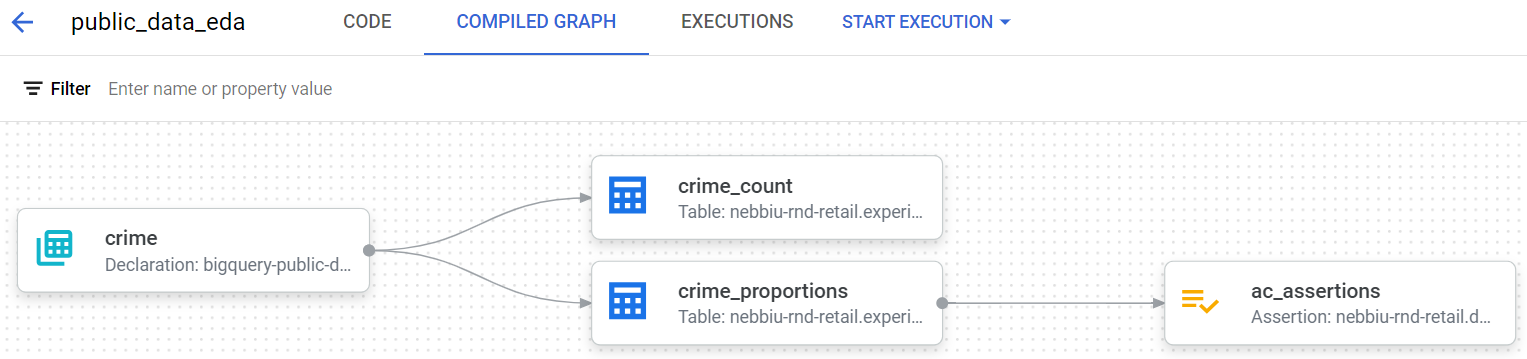 public_data_eda CODE COMPILED GRAPH EXECUTIONS START EXECUTION
Filter Enter name or property value
crime_count
Table: nebbiu-rnd-retail.experi...
crime
Declaration: bigquery-public-d...
crime_proportions
Table: nebbiu-rnd-retail.experi...
ac_assertions
Assertion: nebbiu-rnd-retail.d...